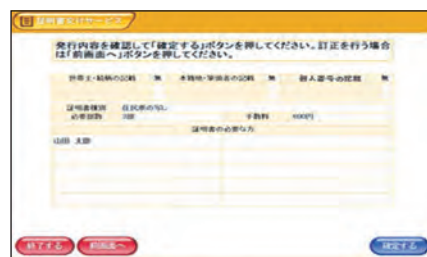 証明書交付サービス
発行内容を確認して「確定する」ボタンを押してください。訂正を行う場合
は「前画面へ」ボタンを押してください。
世帯主・続柄の記載 無 本籍地・筆頭者の記載 無 個人番号の記載 無
証明書種別 住民票の写し
必要部数 手数料
証明書の必要な方
山田 太郎
終了する 前画面へ 確定する